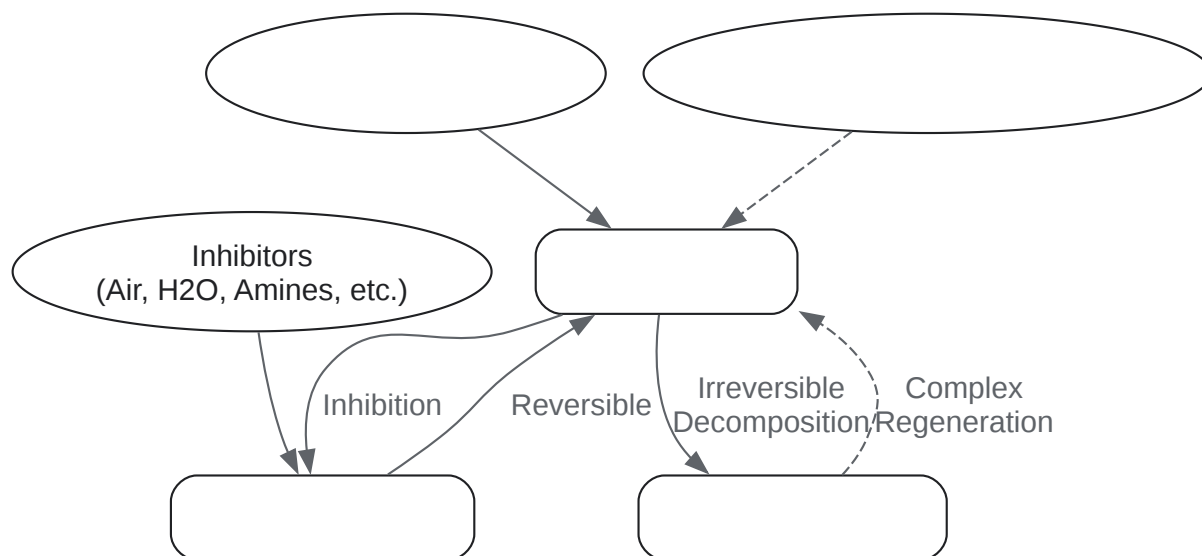 Inhibitors
(Air, H2O, Amines, etc.)
Inhibition
Reversible
Irreversible
Decomposition
Complex
Regeneration